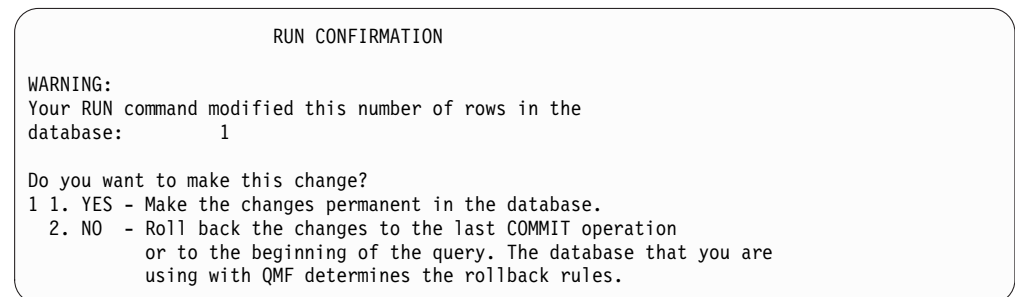 RUN CONFIRMATION
WARNING:
Your RUN command modified this number of rows in the
database: 1
Do you want to make this change?
1 1. YES - Make the changes permanent in the database.
2. NO - Roll back the changes to the last COMMIT operation
or to the beginning of the query. The database that you are
using with QMF determines the rollback rules.